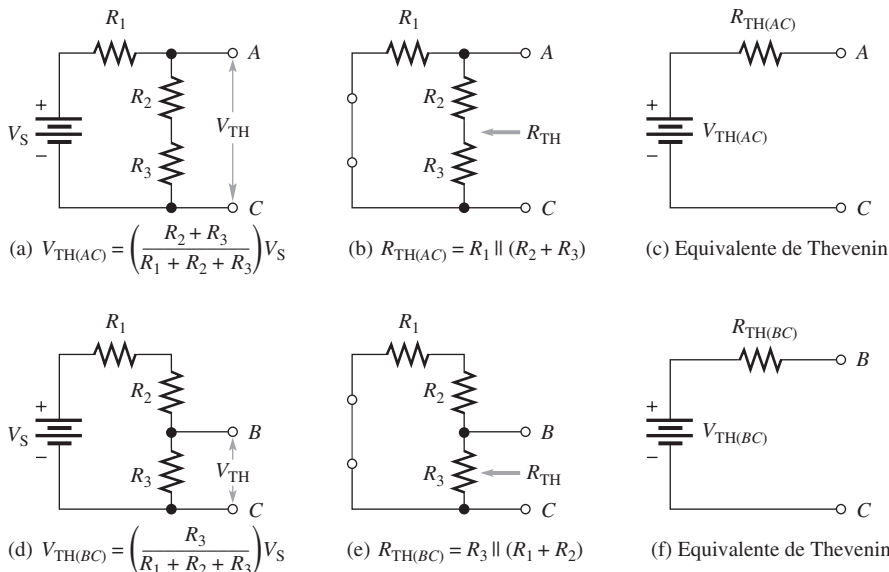 R1 R1 RTH(AC)
A A A
+ R2 R2 +
VS VTH RTH VTH(AC)
− R3 R3 −
C C C
(a) VTH(AC) = ( (R2 + R3) / (R1 + R2 + R3) ) VS (b) RTH(AC) = R1 || (R2 + R3) (c) Equivalente de Thevenin
R1 R1 RTH(BC)
B
R2 R2
+ +
VS B B VTH(BC)
− R3 VTH R3 RTH −
C C C
(d) VTH(BC) = ( R3 / (R1 + R2 + R3) ) VS (e) RTH(BC) = R3 || (R1 + R2) (f) Equivalente de Thevenin